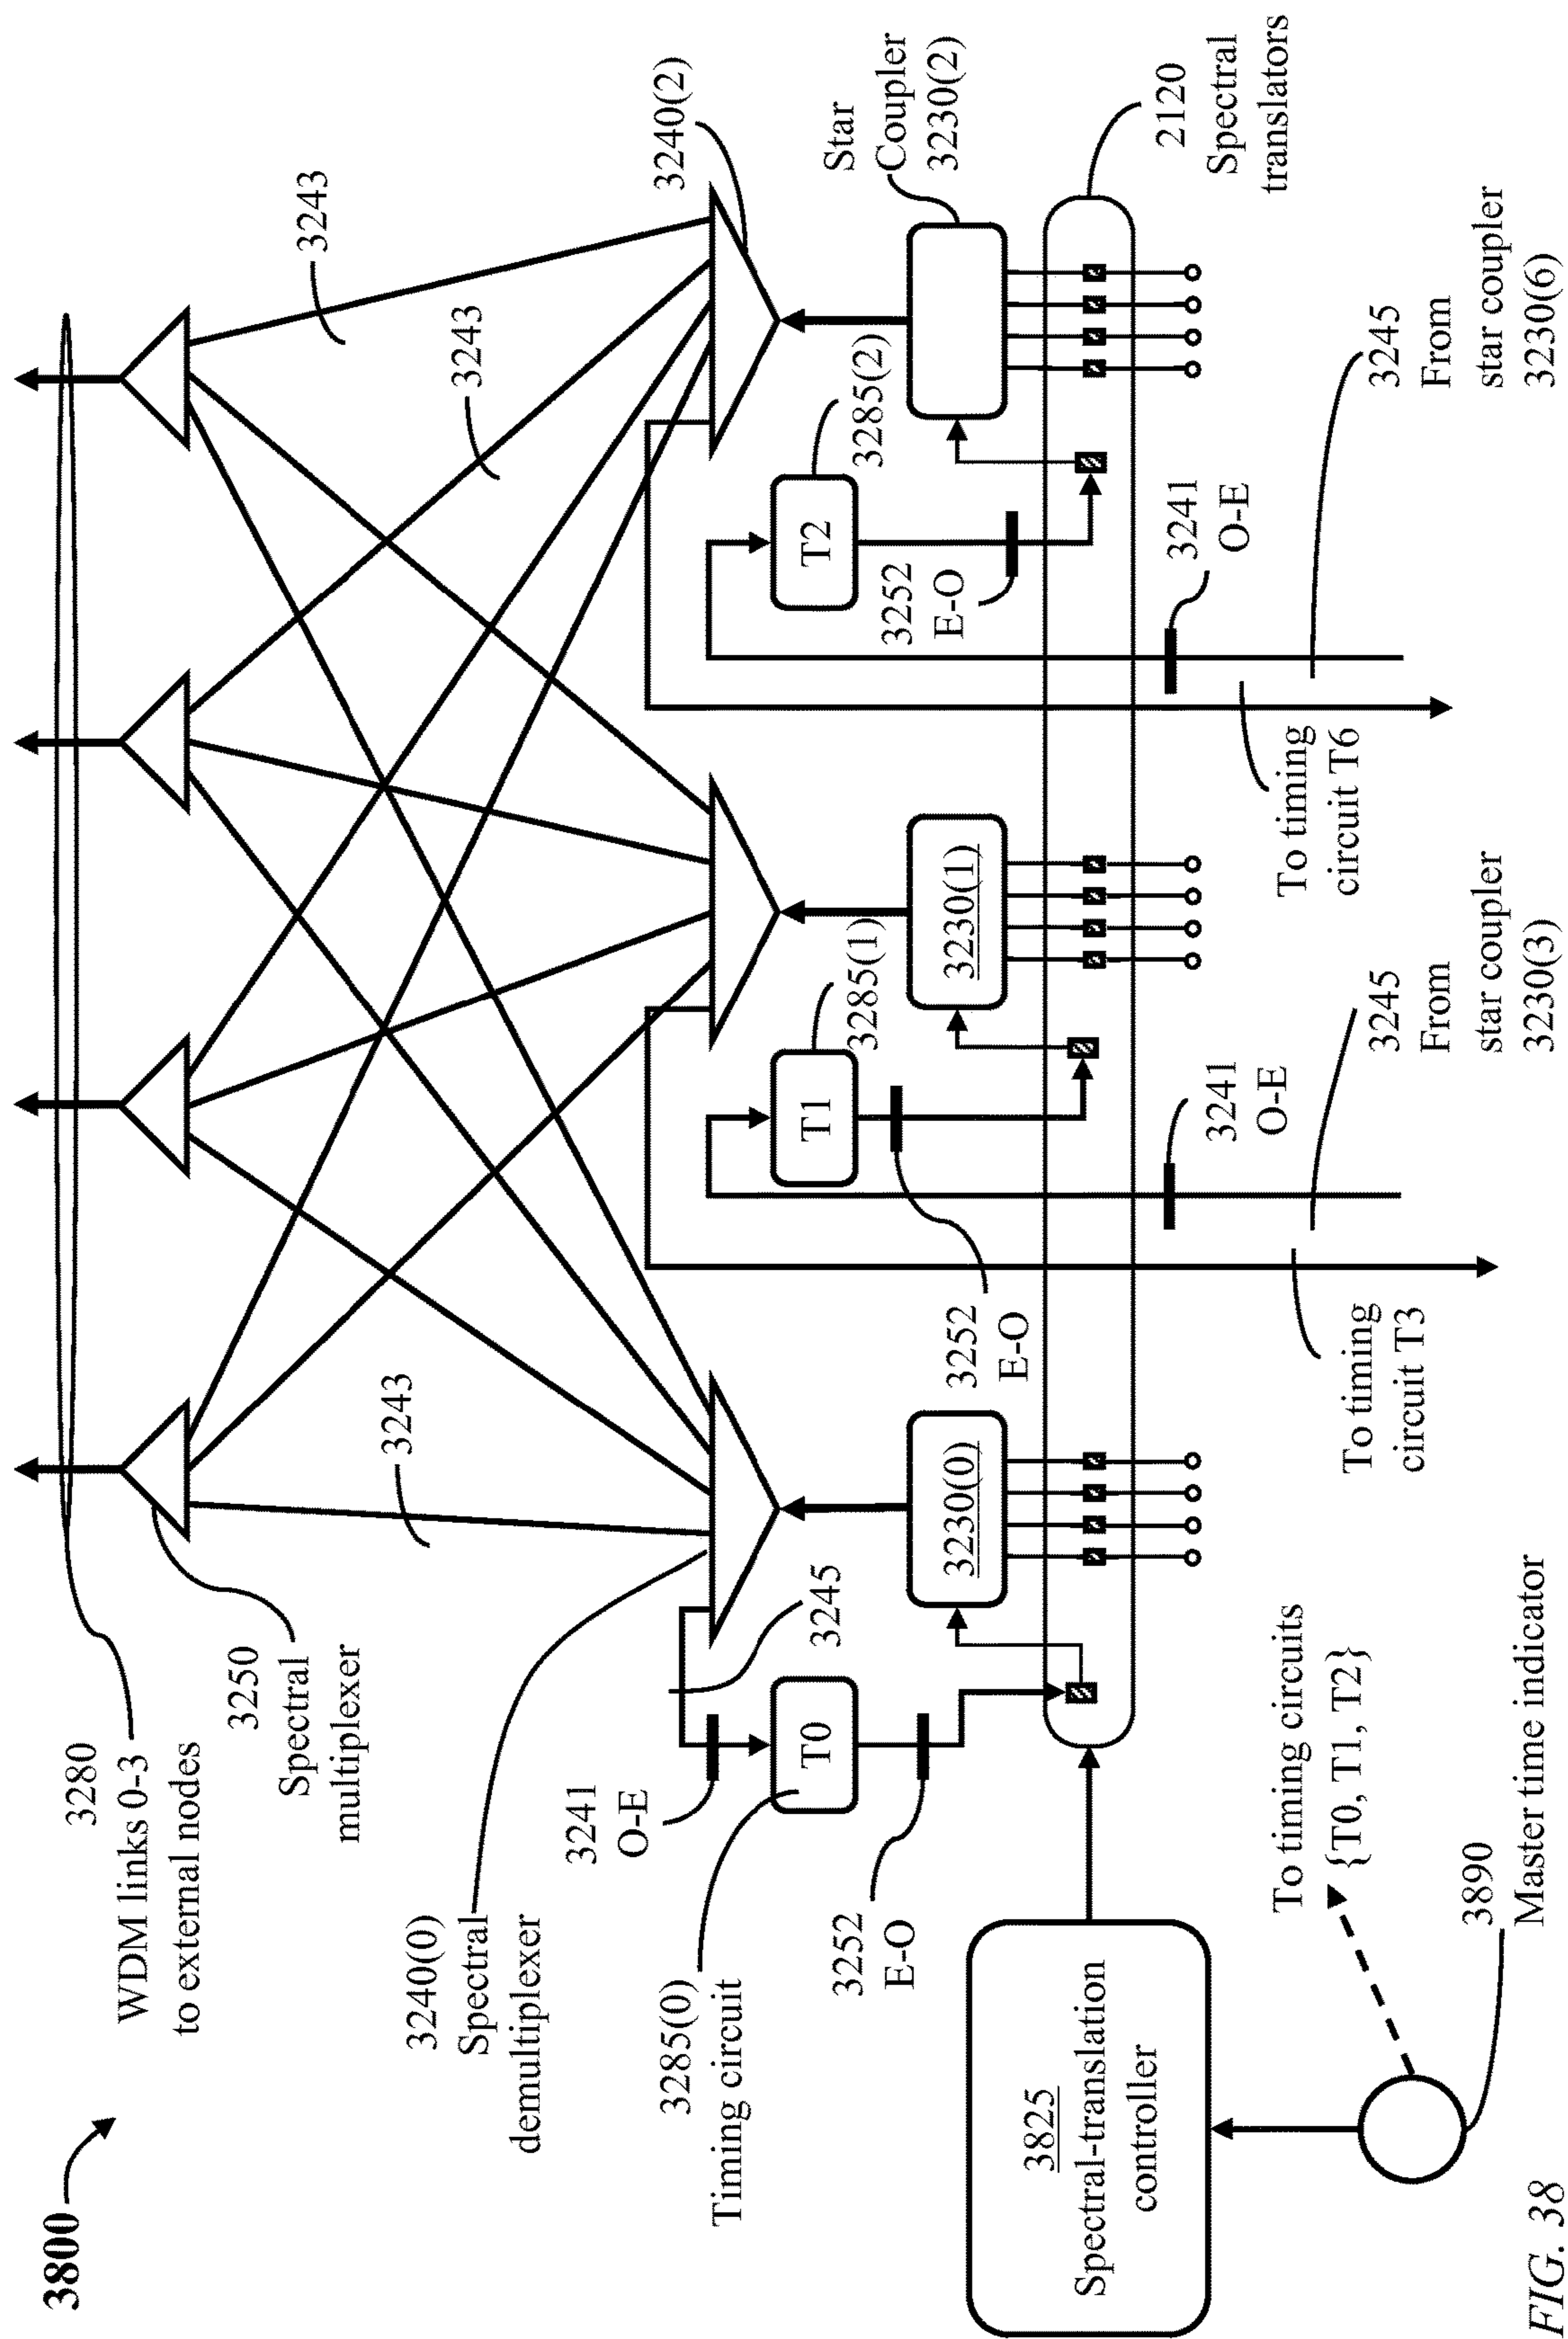 3800
3280
WDM links 0-3
to external nodes
3250
Spectral
multiplexer
3243
3243
3243
3240(0)
Spectral
demultiplexer
3241
O-E
3245
3240(2)
3285(0)
Timing circuit
T0
3285(1)
T1
3285(2)
T2
Star
Coupler
3230(2)
3252
E-O
3230(0)
3252
E-O
3230(1)
3252
E-O
2120
Spectral
translators
3825
Spectral-translation
controller
To timing circuits
{T0, T1, T2}
3241
O-E
3241
O-E
To timing
circuit T3
To timing
circuit T6
3245
From
star coupler
3230(3)
3245
From
star coupler
3230(6)
3890
Master time indicator
FIG. 38